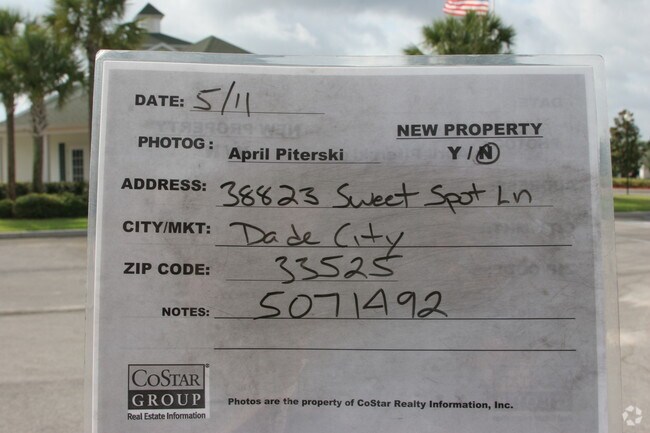 DATE: 5/11
NEW PROPERTY
PHOTOG: April Piterski Y/N
ADDRESS: 38823 Sweet Spot Ln
CITY/MKT: Dade City
ZIP CODE: 33525
NOTES: 5071492
COSTAR
GROUP
Real Estate Information
Photos are the property of CoStar Realty Information, Inc.